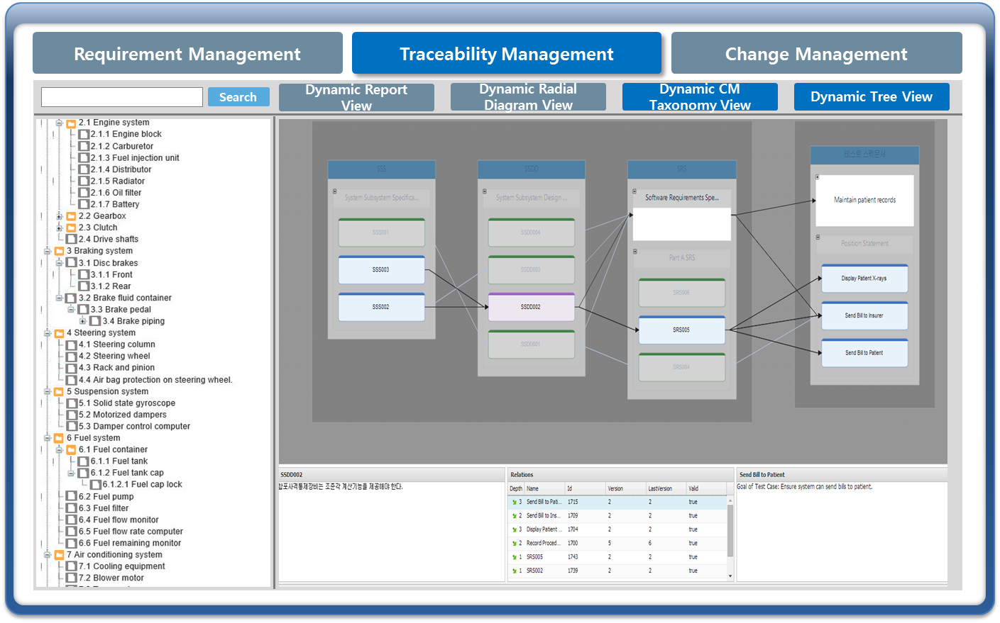 Requirement Management
Traceability Management
Change Management
Search
Dynamic Report
View
Dynamic Radial
Diagram View
Dynamic CM
Taxonomy View
Dynamic Tree View
2.1 Engine system
2.1.1 Engine block
2.1.2 Carburetor
2.1.3 Fuel injection unit
2.1.4 Distributor
2.1.5 Radiator
2.1.6 Oil filter
2.1.7 Battery
2.2 Gearbox
2.3 Clutch
2.4 Drive shafts
3 Braking system
3.1 Disc brakes
3.1.1 Front
3.1.2 Rear
3.2 Brake fluid container
3.3 Brake pedal
3.4 Brake piping
4 Steering system
4.1 Steering column
4.2 Steering wheel
4.3 Rack and pinion
4.4 Air bag protection on steering wheel.
5 Suspension system
5.1 Solid state gyroscope
5.2 Motorized dampers
5.3 Damper control computer
6 Fuel system
6.1 Fuel container
6.1.1 Fuel tank
6.1.2 Fuel tank cap
6.1.2.1 Fuel cap lock
6.2 Fuel pump
6.3 Fuel filter
6.4 Fuel flow monitor
6.5 Fuel flow rate computer
6.6 Fuel remaining monitor
7 Air conditioning system
7.1 Cooling equipment
7.2 Blower motor
SSS
System Subsystem Specifica...
SSS001
SSS003
SSS002
SSDD
System Subsystem Design ...
SSDD004
SSDD003
SSDD002
SSDD001
SRS
Software Requirements Spe...
Part A SRS
SRS006
SRS005
SRS004
테스트 스펙문서
Maintain patient records
Position Statement
Display Patient X-rays
Send Bill to Insurer
Send Bill to Patient
SSDD002
함포사격통제장비는 조준각 계산기능을 제공해야 한다.
Relations
Depth Name Id Version LastVersion Valid
3 Send Bill to Pati... 1715 2 2 true
2 Send Bill to Ins... 1709 2 2 true
3 Display Patient ... 1704 2 2 true
2 Record Proced... 1700 5 6 true
1 SRS005 1743 2 2 true
1 SRS002 1739 2 2 true
Send Bill to Patient
Goal of Test Case: Ensure system can send bills to patient.